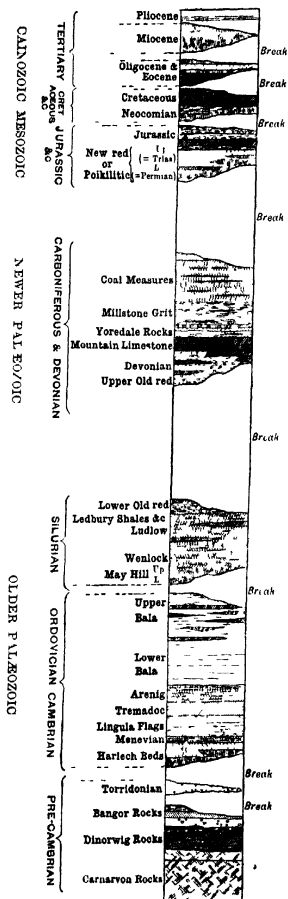 Pliocene
Miocene
Break
Oligocene &
Eocene
Break
Cretaceous
Neocomian
Break
Jurassic
New red
or
Poikilitic
U
(= Trias)
L
(=Permian)
Break
Coal Measures
Millstone Grit
Yoredale Rocks
Mountain Limestone
Devonian
Upper Old red
Break
Lower Old red
Ledbury Shales &c
Ludlow
Wenlock
May Hill Up
L
Break
Upper
Bala
Lower
Bala
Arenig
Tremadoc
Lingula Flags
Menevian
Harlech Beds
Break
Torridonian
Break
Bangor Rocks
Dinorwig Rocks
Carnarvon Rocks
TERTIARY
CRET
ACEOUS
&C
JURASSIC
&C
CARBONIFEROUS & DEVONIAN
SILURIAN
ORDOVICIAN CAMBRIAN
PRE-CAMBRIAN
CAINOZOIC MESOZOIC
NEWER PALÆOZOIC
OLDER PALÆOZOIC